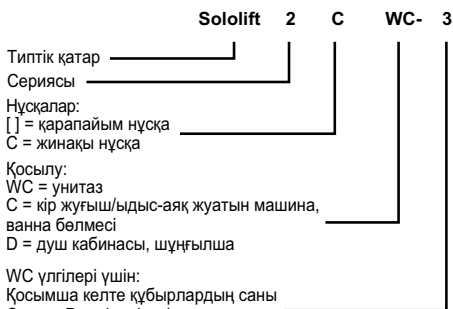 Sololift 2 C WC- 3
Типтік қатар
Сериясы
Нұсқалар:
[ ] = қарапайым нұсқа
C = жинақы нұсқа
Қосылу:
WC = унитаз
C = кір жуғыш/ыдыс-аяқ жуатын машина,
ванна бөлмесі
D = душ кабинасы, шұңғылша
WC үлгілері үшін:
Қосымша келте құбырлардың саны